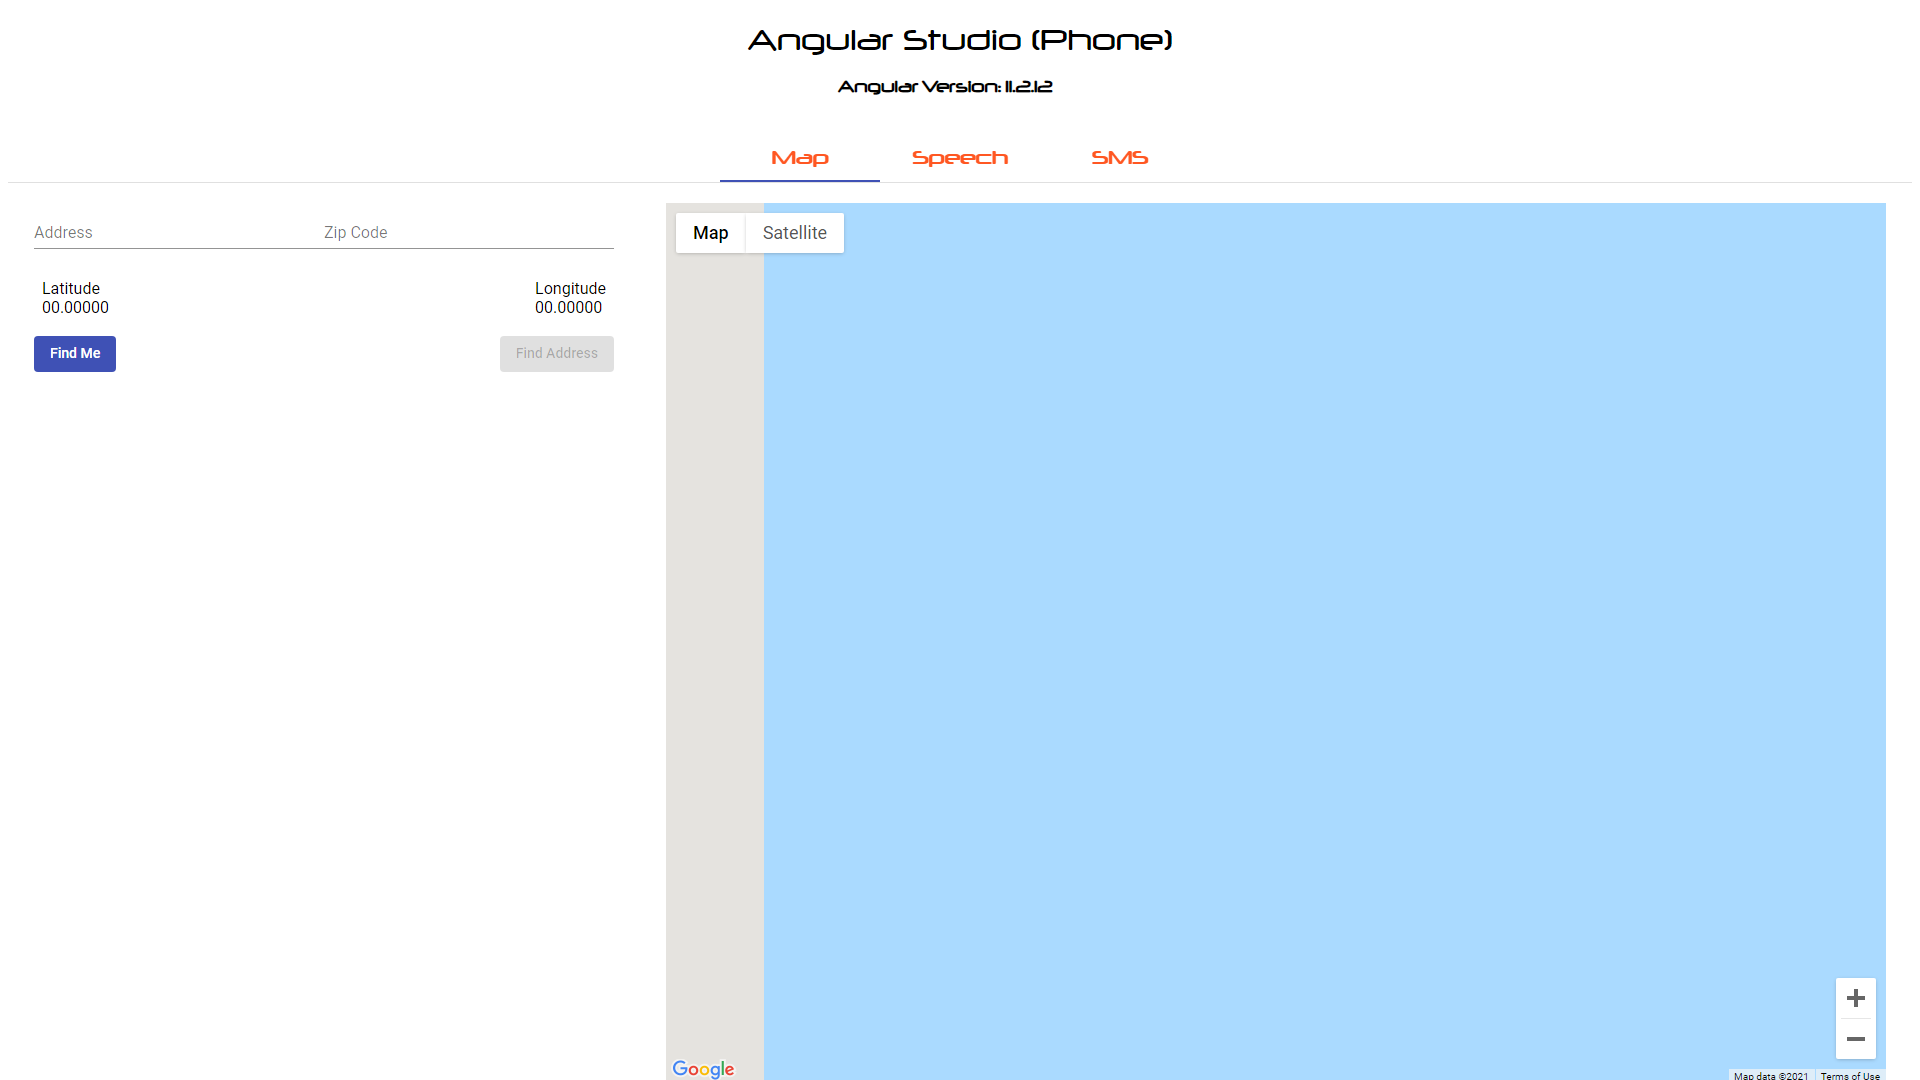 Angular Studio (Phone)
Angular Version: 11.2.12
Map Speech SMS
Address Zip Code
Map Satellite
Latitude Longitude
00.00000 00.00000
Find Me Find Address
Google
Map data ©2021 Terms of Use